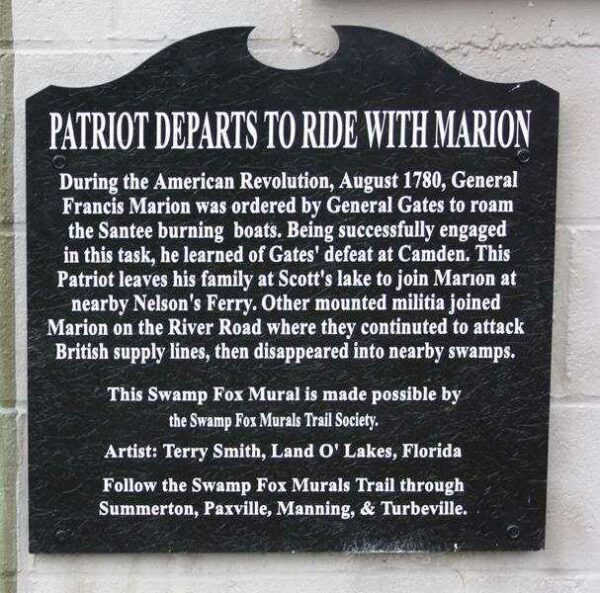 PATRIOT DEPARTS TO RIDE WITH MARION
During the American Revolution, August 1780, General
Francis Marion was ordered by General Gates to roam
the Santee burning boats. Being successfully engaged
in this task, he learned of Gates' defeat at Camden. This
Patriot leaves his family at Scott's lake to join Marıon at
nearby Nelson's Ferry. Other mounted militia joined
Marion on the River Road where they continuted to attack
British supply lines, then disappeared into nearby swamps.
This Swamp Fox Mural is made possible by
the Swamp Fox Murals Trail Society.
Artist: Terry Smith, Land O' Lakes, Florida
Follow the Swamp Fox Murals Trail through
Summerton, Paxville, Manning, & Turbeville.